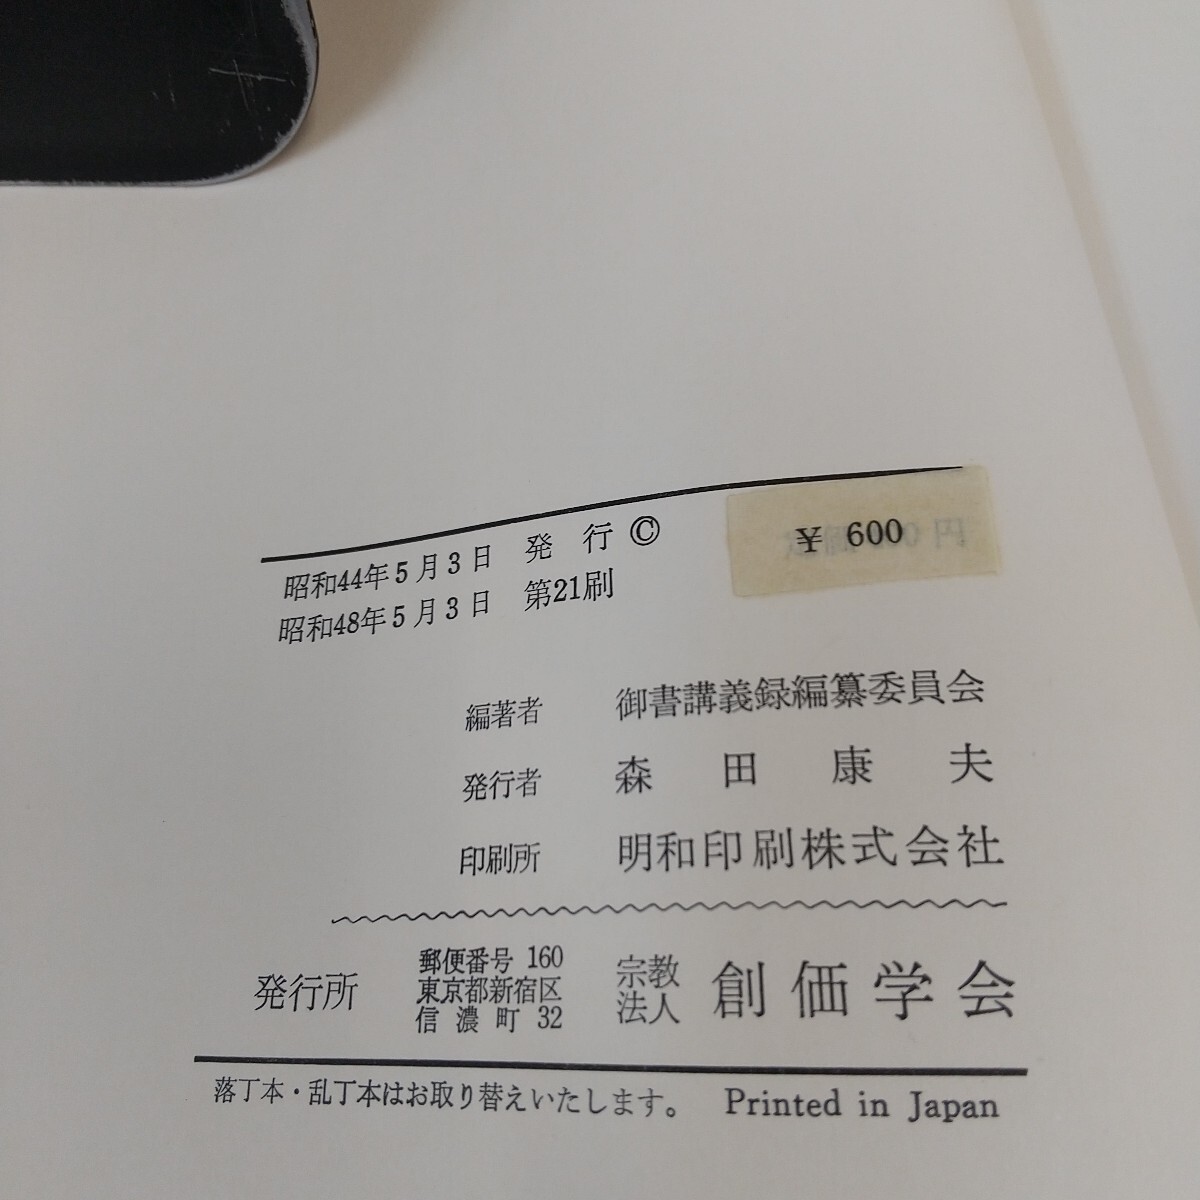 昭和44年5月3日 発行 ©
昭和48年5月3日 第21刷
¥ 600
編著者 御書講義録編纂委員会
発行者 森田康夫
印刷所 明和印刷株式会社
発行所
郵便番号 160
東京都新宿区
信濃町 32
宗教法人 創価学会
落丁本・乱丁本はお取り替えいたします。 Printed in Japan